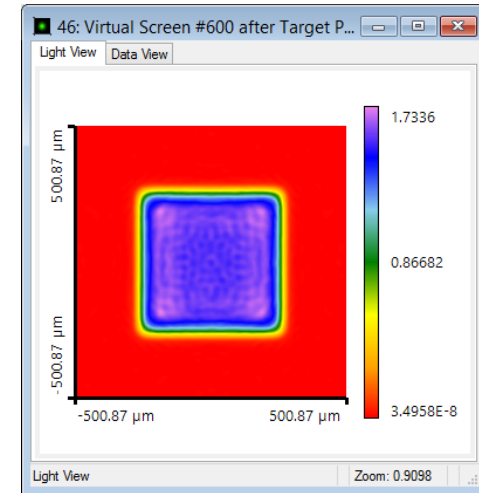 46: Virtual Screen #600 after Target P...
Light View
Data View
1.7336
500.87 µm
0.86682
-500.87 µm
3.4958E-8
-500.87 µm
500.87 µm
Light View
Zoom: 0.9098